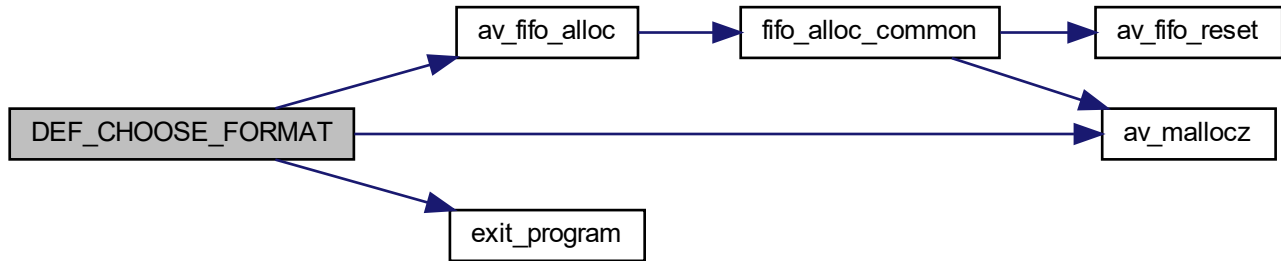 av_fifo_alloc
fifo_alloc_common
av_fifo_reset
DEF_CHOOSE_FORMAT
av_mallocz
exit_program